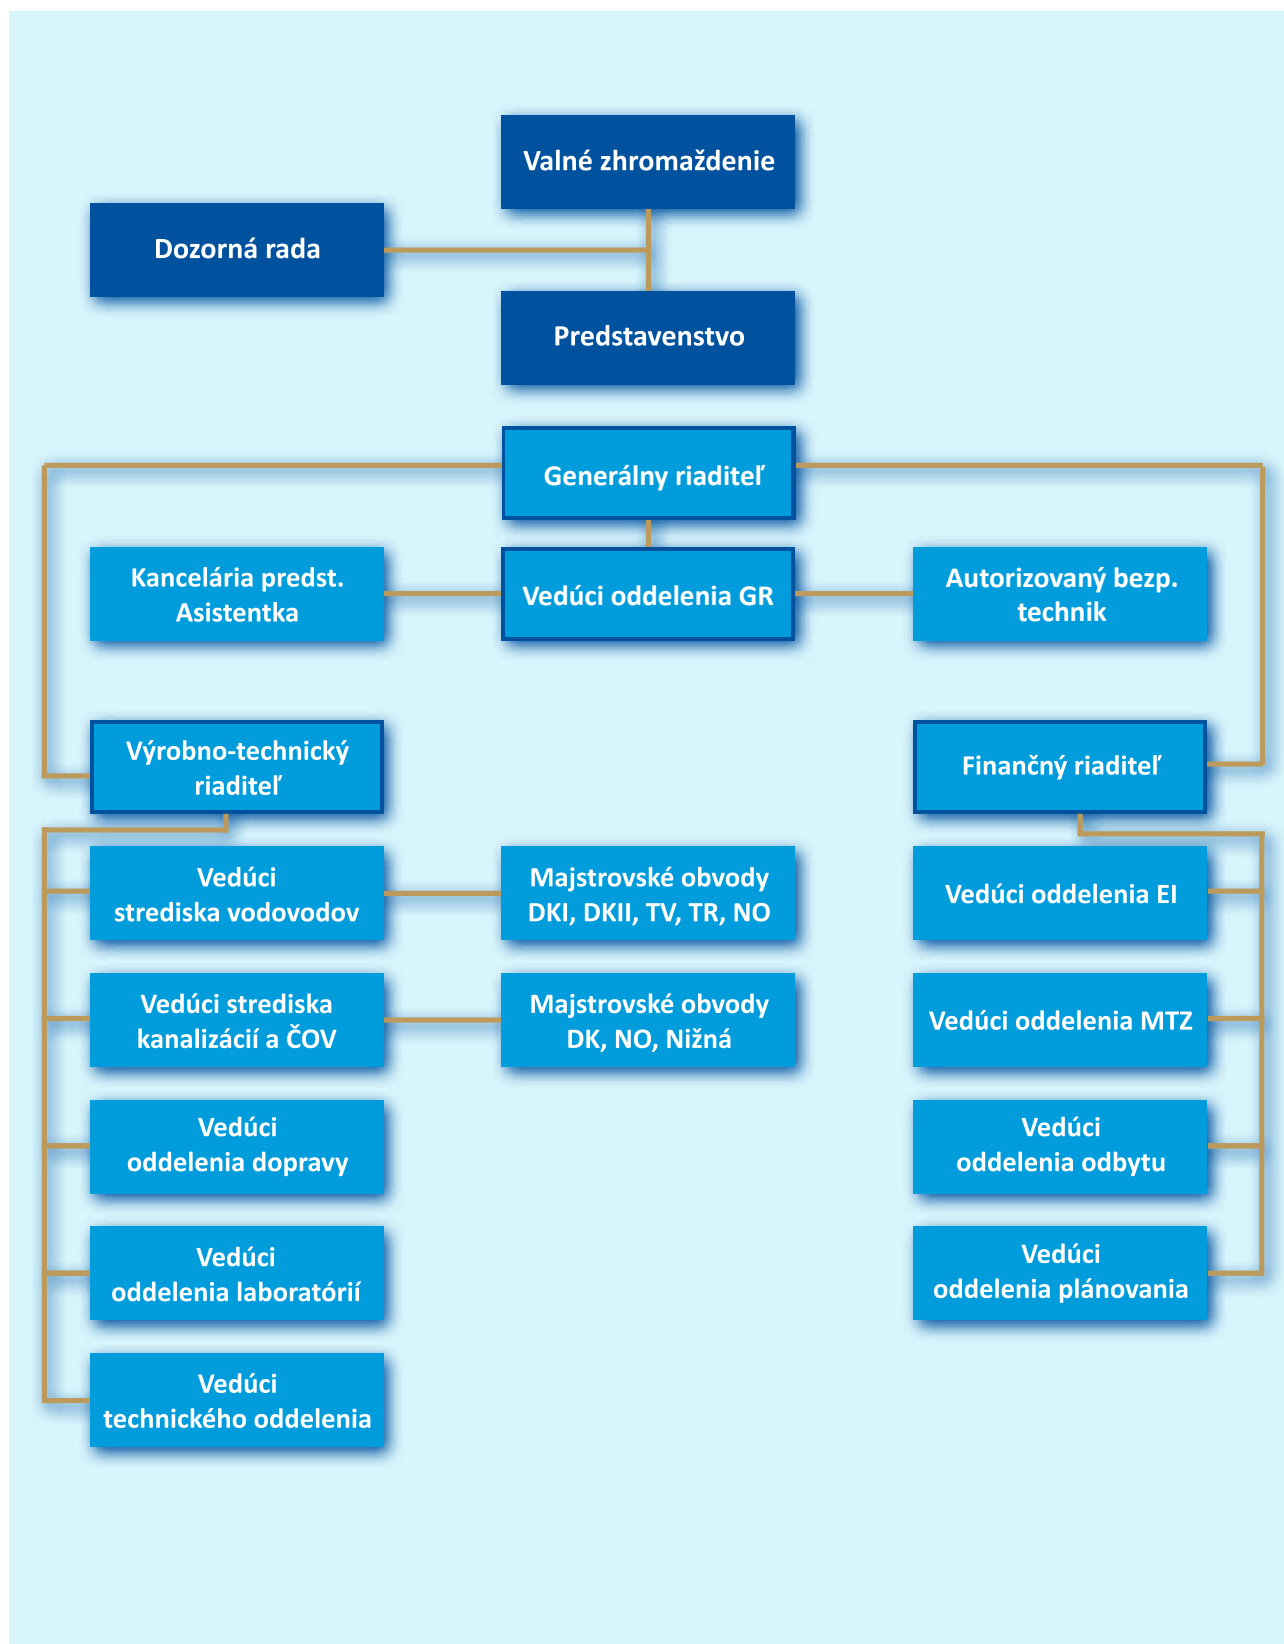 Valné zhromaždenie
Dozorná rada
Predstavenstvo
Generálny riaditeľ
Kancelária predst.
Asistentka
Vedúci oddelenia GR
Autorizovaný bezp.
technik
Výrobno-technický
riaditeľ
Finančný riaditeľ
Vedúci
strediska vodovodov
Majstrovské obvody
DKI, DKII, TV, TR, NO
Vedúci oddelenia EI
Vedúci strediska
kanalizácií a ČOV
Majstrovské obvody
DK, NO, Nižná
Vedúci oddelenia MTZ
Vedúci
oddelenia dopravy
Vedúci
oddelenia odbytu
Vedúci
oddelenia laboratórií
Vedúci
oddelenia plánovania
Vedúci
technického oddelenia